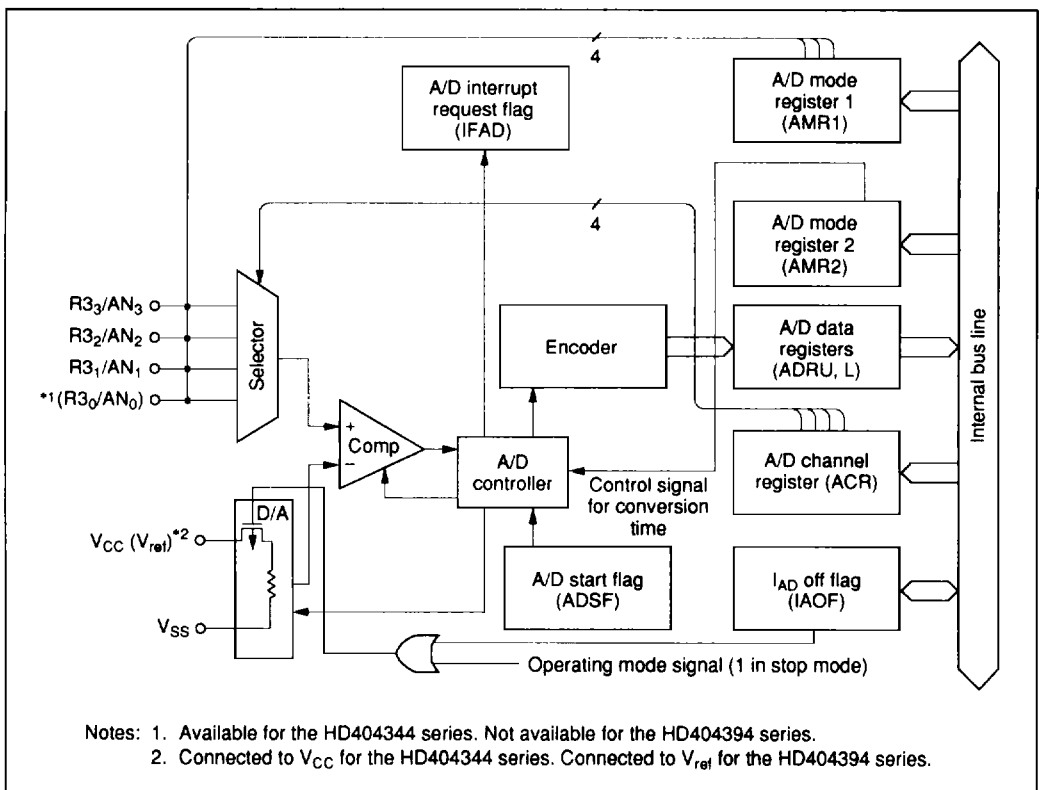 4
A/D interrupt
request flag
(IFAD)
A/D mode
register 1
(AMR1)
4
A/D mode
register 2
(AMR2)
R3₃/AN₃
R3₂/AN₂
R3₁/AN₁
*1(R3₀/AN₀)
Selector
Encoder
A/D data
registers
(ADRU, L)
Internal bus line
+
Comp
−
A/D
controller
Control signal
for conversion
time
A/D channel
register (ACR)
D/A
V_CC (V_ref)*2
V_SS
A/D start flag
(ADSF)
I_AD off flag
(IAOF)
Operating mode signal (1 in stop mode)
Notes: 1. Available for the HD404344 series. Not available for the HD404394 series.
2. Connected to V_CC for the HD404344 series. Connected to V_ref for the HD404394 series.